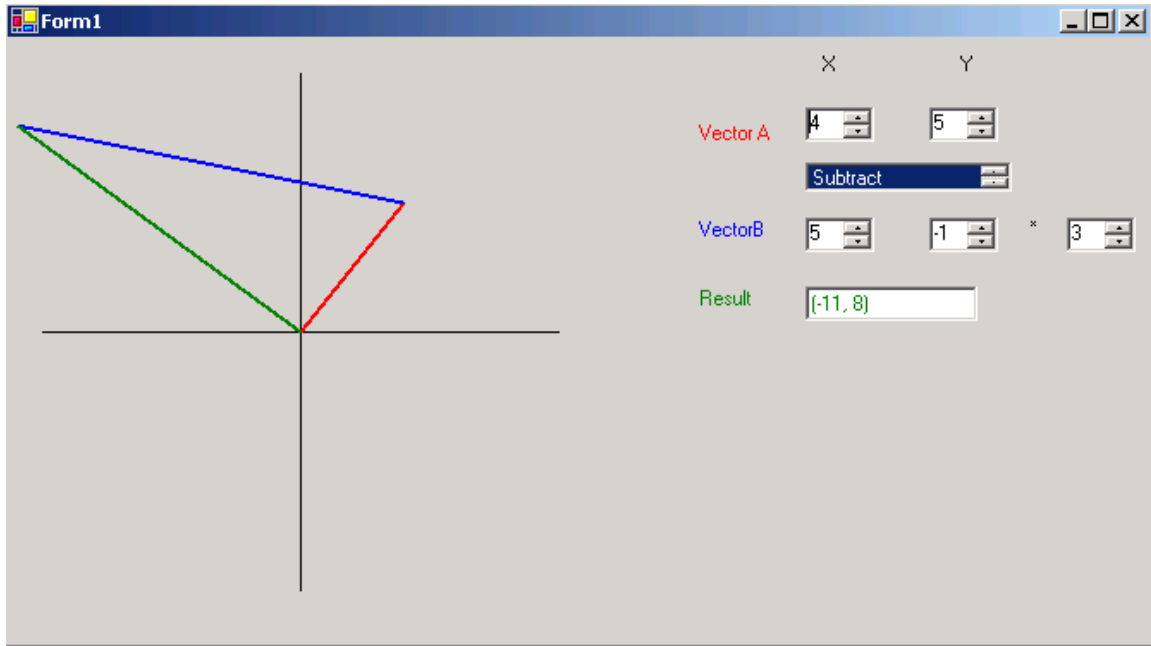 Form1
X Y
Vector A 4 5
Subtract
VectorB 5 -1 * 3
Result (-11, 8)